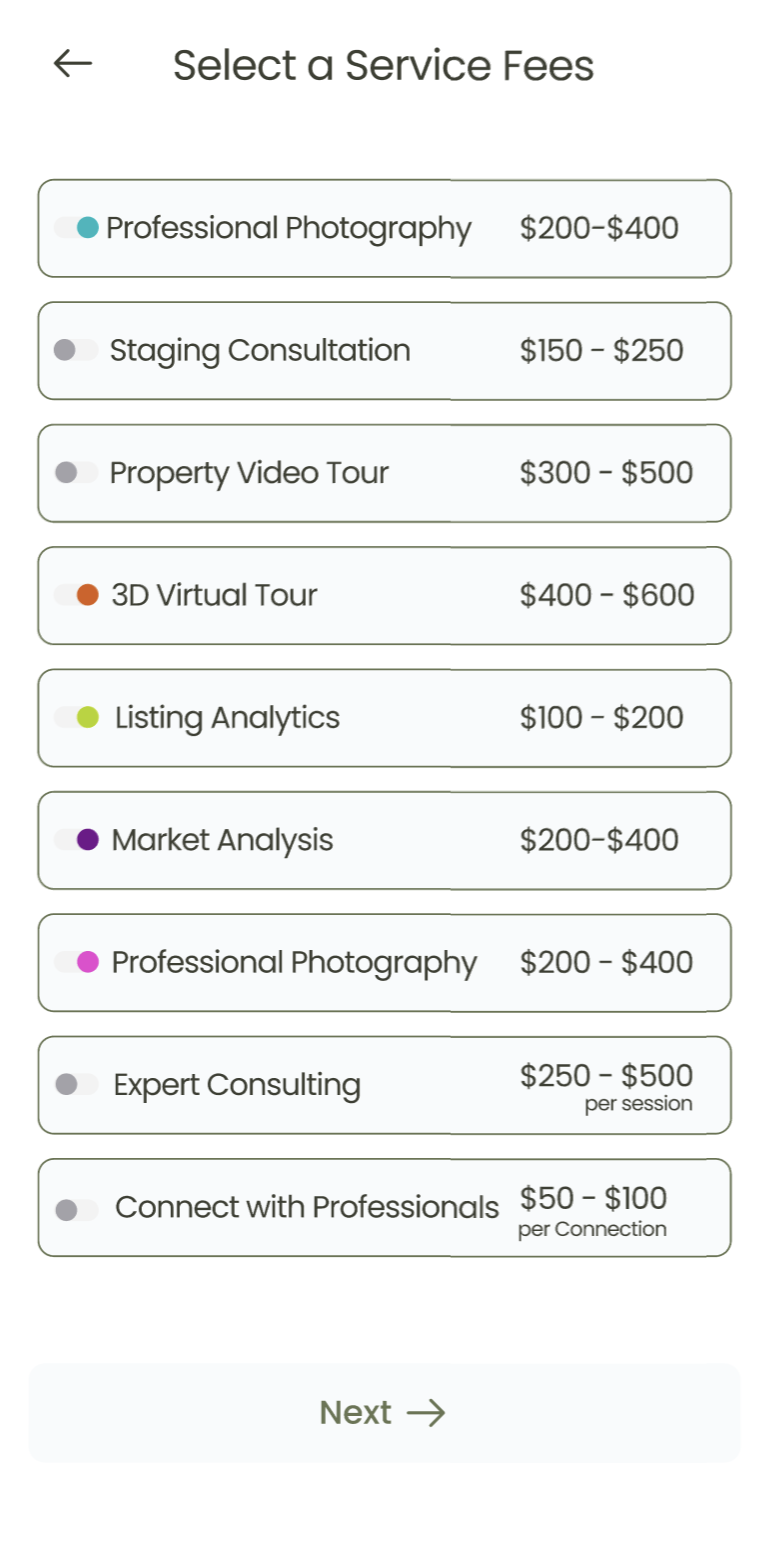 Select a Service Fees
Professional Photography $200-$400
Staging Consultation $150 - $250
Property Video Tour $300 - $500
3D Virtual Tour $400 - $600
Listing Analytics $100 - $200
Market Analysis $200-$400
Professional Photography $200 - $400
Expert Consulting $250 - $500
per session
Connect with Professionals $50 - $100
per Connection
Next